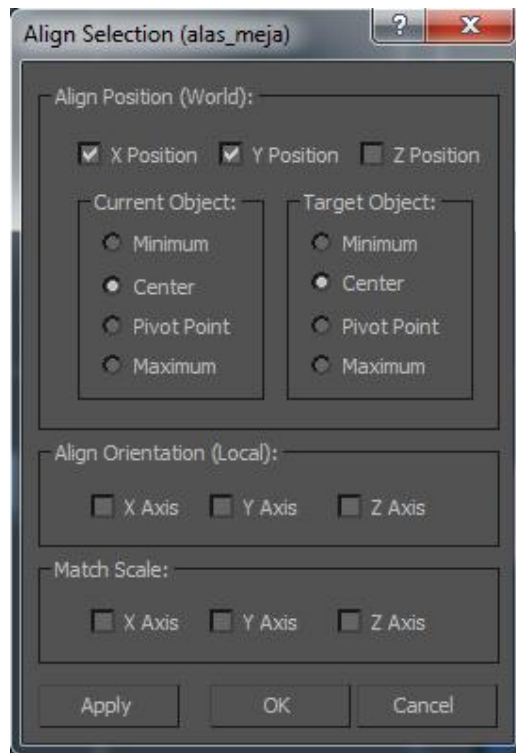 Align Selection (alas_meja)
Align Position (World):
X Position Y Position Z Position
Current Object: Target Object:
Minimum Minimum
Center Center
Pivot Point Pivot Point
Maximum Maximum
Align Orientation (Local):
X Axis Y Axis Z Axis
Match Scale:
X Axis Y Axis Z Axis
Apply OK Cancel